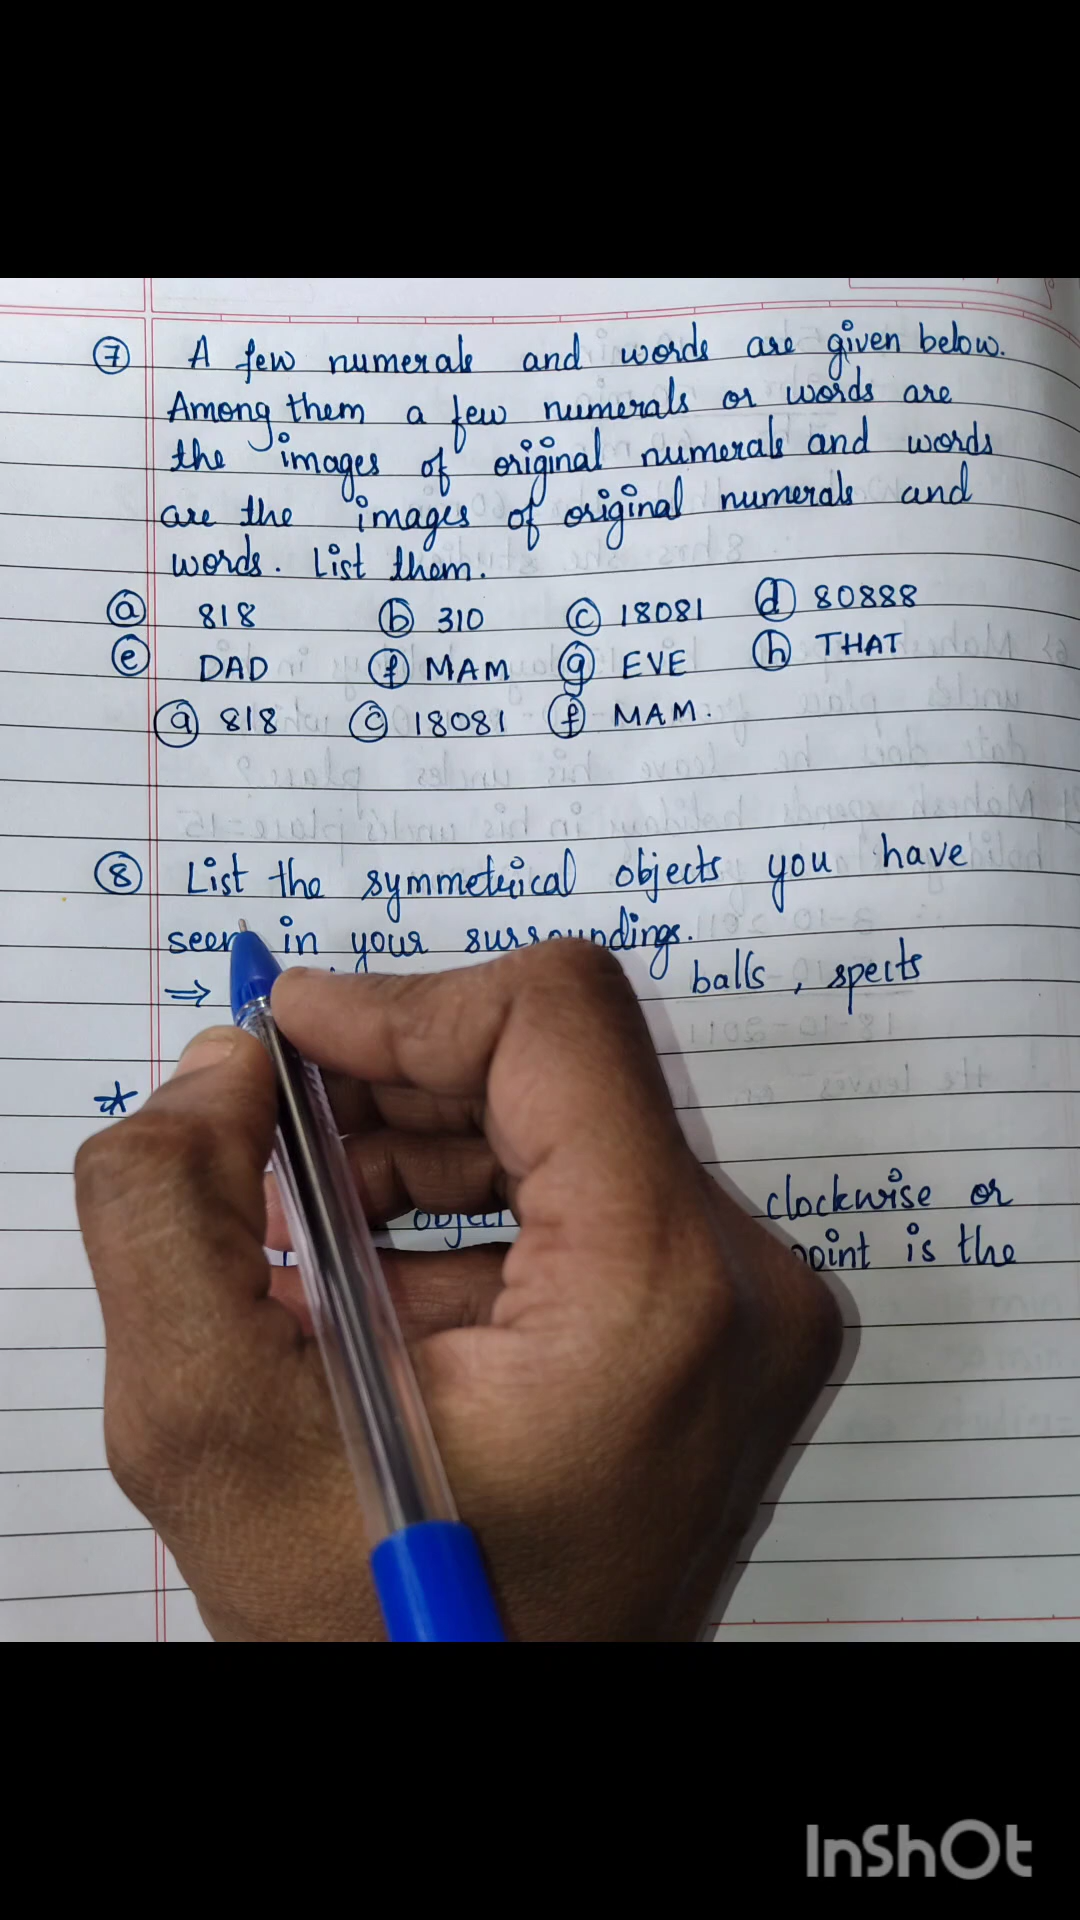 7 A few numerals and words are given below.
Among them a few numerals or words are
the images of original numerals and words
are the images of original numerals and
words. List them.
a 818 b 310 c 18081 d 80888
e DAD f MAM g EVE h THAT
a 818 c 18081 f MAM.
8 List the symmetrical objects you have
seen in your surroundings.
⇒ balls, spects
*
object clockwise or
point is the
InShOt